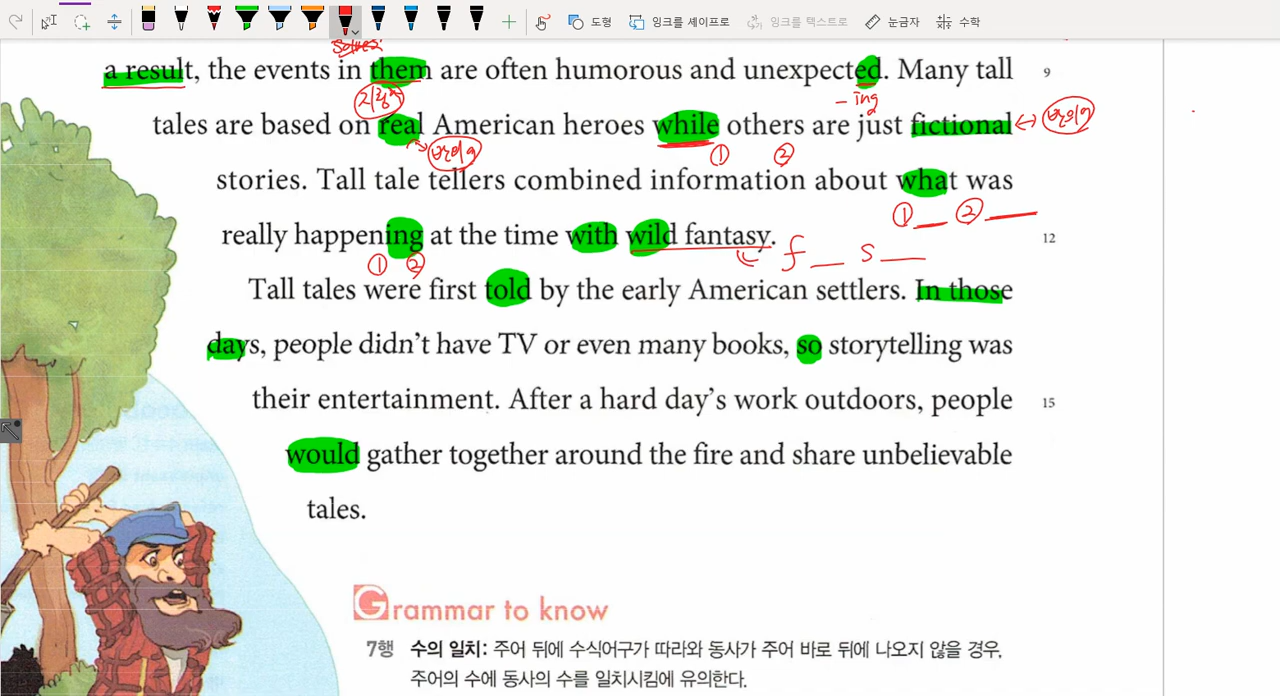 도형 잉크를 셰이프로 잉크를 텍스트로 눈금자 수학
a result, the events in them are often humorous and unexpected. Many tall 9
지칭 -ing
tales are based on real American heroes while others are just fictional ↔ 반의어
반의어 ① ②
stories. Tall tale tellers combined information about what was
① ②
really happening at the time with wild fantasy. 12
① ② f s
Tall tales were first told by the early American settlers. In those
days, people didn't have TV or even many books, so storytelling was
their entertainment. After a hard day's work outdoors, people 15
would gather together around the fire and share unbelievable
tales.
Grammar to know
7행 수의 일치: 주어 뒤에 수식어구가 따라와 동사가 주어 바로 뒤에 나오지 않을 경우,
주어의 수에 동사의 수를 일치시킴에 유의한다.